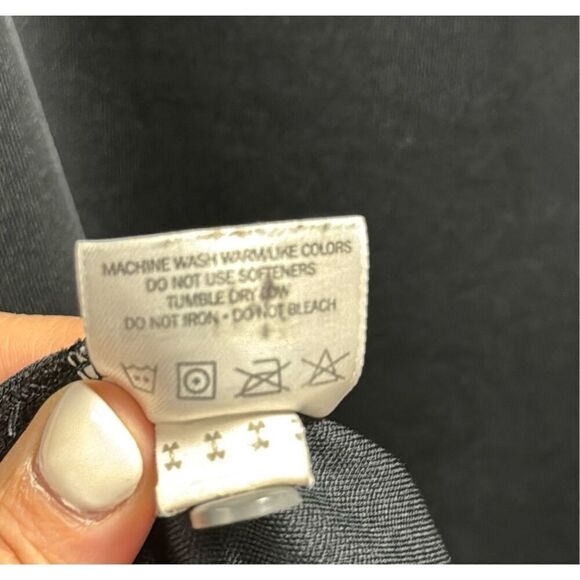 MACHINE WASH WARM/LIKE COLORS
DO NOT USE SOFTENERS
TUMBLE DRY LOW
DO NOT IRON • DO NOT BLEACH